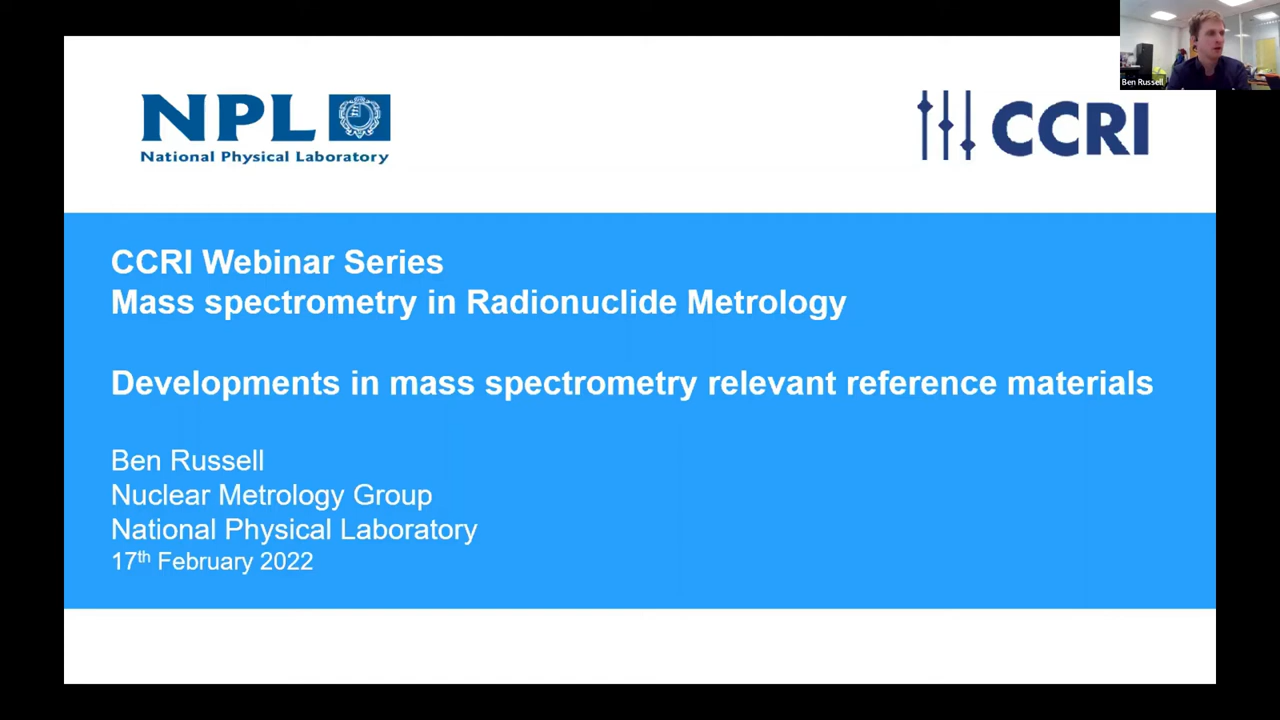 Ben Russell
NPL
National Physical Laboratory
CCRI
CCRI Webinar Series
Mass spectrometry in Radionuclide Metrology
Developments in mass spectrometry relevant reference materials
Ben Russell
Nuclear Metrology Group
National Physical Laboratory
17th February 2022